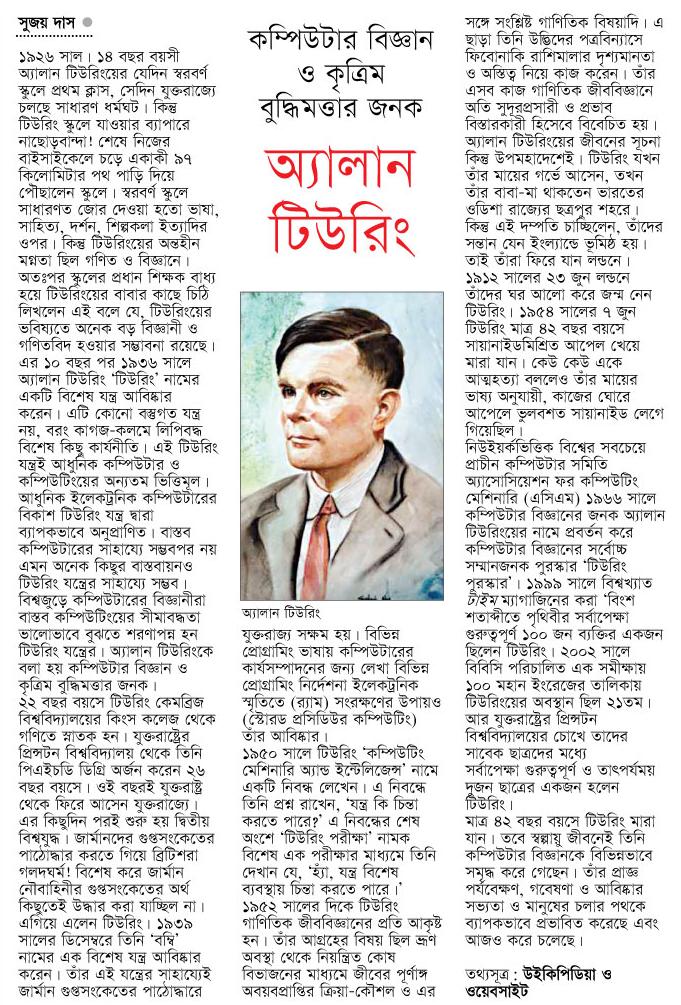 সুজয় দাস
১৯২৬ সাল। ১৪ বছর বয়সী
অ্যালান টিউরিংয়ের যেদিন স্বরবর্ণ
স্কুলে প্রথম ক্লাস, সেদিন যুক্তরাজ্যে
চলছে সাধারণ ধর্মঘট। কিন্তু
টিউরিং স্কুলে যাওয়ার ব্যাপারে
নাছোড়বান্দা! শেষে নিজের
বাইসাইকেলে চড়ে একাকী ৯৭
কিলোমিটার পথ পাড়ি দিয়ে
পৌছালেন স্কুলে। স্বরবর্ণ স্কুলে
সাধারণত জোর দেওয়া হতো ভাষা,
সাহিত্য, দর্শন, শিল্পকলা ইত্যাদির
ওপর। কিন্তু টিউরিংয়ের অন্তহীন
মগ্নতা ছিল গণিত ও বিজ্ঞানে।
অতঃপর স্কুলের প্রধান শিক্ষক বাধ্য
হয়ে টিউরিংয়ের বাবার কাছে চিঠি
লিখলেন এই বলে যে, টিউরিংয়ের
ভবিষ্যতে অনেক বড় বিজ্ঞানী ও
গণিতবিদ হওয়ার সম্ভাবনা রয়েছে।
এর ১০ বছর পর ১৯৩৬ সালে
অ্যালান টিউরিং ‘টিউরিং’ নামের
একটি বিশেষ যন্ত্র আবিষ্কার
করেন। এটি কোনো বস্তুগত যন্ত্র
নয়, বরং কাগজ-কলমে লিপিবদ্ধ
বিশেষ কিছু কার্যনীতি। এই টিউরিং
যন্ত্রই আধুনিক কম্পিউটার ও
কম্পিউটিংয়ের অন্যতম ভিত্তিমূল।
আধুনিক ইলেকট্রনিক কম্পিউটারের
বিকাশ টিউরিং যন্ত্র দ্বারা
ব্যাপকভাবে অনুপ্রাণিত। বাস্তব
কম্পিউটারের সাহায্যে সম্ভবপর নয়
এমন অনেক কিছুর বাস্তবায়নও
টিউরিং যন্ত্রের সাহায্যে সম্ভব।
বিশ্বজুড়ে কম্পিউটারের বিজ্ঞানীরা
বাস্তব কম্পিউটিংয়ের সীমাবদ্ধতা
ভালোভাবে বুঝতে শরণাপন্ন হন
টিউরিং যন্ত্রের। অ্যালান টিউরিংকে
বলা হয় কম্পিউটার বিজ্ঞান ও
কৃত্রিম বুদ্ধিমত্তার জনক।
২২ বছর বয়সে টিউরিং কেমব্রিজ
বিশ্ববিদ্যালয়ের কিংস কলেজ থেকে
গণিতে স্নাতক হন। যুক্তরাষ্ট্রের
প্রিন্সটন বিশ্ববিদ্যালয় থেকে তিনি
পিএইচডি ডিগ্রি অর্জন করেন ২৬
বছর বয়সে। ওই বছরই যুক্তরাষ্ট্র
থেকে ফিরে আসেন যুক্তরাজ্যে।
এর কিছুদিন পরই শুরু হয় দ্বিতীয়
বিশ্বযুদ্ধ। জার্মানদের গুপ্তসংকেতের
পাঠোদ্ধার করতে গিয়ে ব্রিটিশরা
গলদঘর্ম! বিশেষ করে জার্মান
নৌবাহিনীর গুপ্তসংকেতের অর্থ
কিছুতেই উদ্ধার করা যাচ্ছিল না।
এগিয়ে এলেন টিউরিং। ১৯৩৯
সালের ডিসেম্বরে তিনি ‘বম্বি’
নামের এক বিশেষ যন্ত্র আবিষ্কার
করেন। তাঁর এই যন্ত্রের সাহায্যেই
জার্মান গুপ্তসংকেতের পাঠোদ্ধারে
কম্পিউটার বিজ্ঞান
ও কৃত্রিম
বুদ্ধিমত্তার জনক
অ্যালান
টিউরিং
অ্যালান টিউরিং
যুক্তরাজ্য সক্ষম হয়। বিভিন্ন
প্রোগ্রামিং ভাষায় কম্পিউটারের
কার্যসম্পাদনের জন্য লেখা বিভিন্ন
প্রোগ্রামিং নির্দেশনা ইলেকট্রনিক
স্মৃতিতে (র‍্যাম) সংরক্ষণের উপায়ও
(স্টোরড প্রসিডিউর কম্পিউটিং)
তাঁর আবিষ্কার।
১৯৫০ সালে টিউরিং ‘কম্পিউটিং
মেশিনারি অ্যান্ড ইন্টেলিজেন্স’ নামে
একটি নিবন্ধ লেখেন। এ নিবন্ধে
তিনি প্রশ্ন রাখেন, ‘যন্ত্র কি চিন্তা
করতে পারে?’ এ নিবন্ধের শেষ
অংশে ‘টিউরিং পরীক্ষা’ নামক
বিশেষ এক পরীক্ষার মাধ্যমে তিনি
দেখান যে, ‘হ্যাঁ, যন্ত্র বিশেষ
ব্যবস্থায় চিন্তা করতে পারে।’
১৯৫২ সালের দিকে টিউরিং
গাণিতিক জীববিজ্ঞানের প্রতি আকৃষ্ট
হন। তাঁর আগ্রহের বিষয় ছিল ভ্রূণ
অবস্থা থেকে নিয়ন্ত্রিত কোষ
বিভাজনের মাধ্যমে জীবের পূর্ণাঙ্গ
অবয়বপ্রাপ্তির ক্রিয়া-কৌশল ও এর
সঙ্গে সংশ্লিষ্ট গাণিতিক বিষয়াদি। এ
ছাড়া তিনি উদ্ভিদের পত্রবিন্যাসে
ফিবোনাকি রাশিমালার দৃশ্যমানতা
ও অস্তিত্ব নিয়ে কাজ করেন। তাঁর
এসব কাজ গাণিতিক জীববিজ্ঞানে
অতি সুদূরপ্রসারী ও প্রভাব
বিস্তারকারী হিসেবে বিবেচিত হয়।
অ্যালান টিউরিংয়ের জীবনের সূচনা
কিন্তু উপমহাদেশেই। টিউরিং যখন
তাঁর মায়ের গর্ভে আসেন, তখন
তাঁর বাবা-মা থাকতেন ভারতের
ওডিশা রাজ্যের ছত্রপুর শহরে।
কিন্তু এই দম্পতি চাচ্ছিলেন, তাঁদের
সন্তান যেন ইংল্যান্ডে ভূমিষ্ঠ হয়।
তাই তাঁরা ফিরে যান লন্ডনে।
১৯১২ সালের ২৩ জুন লন্ডনে
তাঁদের ঘর আলো করে জন্ম নেন
টিউরিং। ১৯৫৪ সালের ৭ জুন
টিউরিং মাত্র ৪২ বছর বয়সে
সায়ানাইডমিশ্রিত আপেল খেয়ে
মারা যান। কেউ কেউ একে
আত্মহত্যা বললেও তাঁর মায়ের
ভাষ্য অনুযায়ী, কাজের ঘোরে
আপেলে ভুলবশত সায়ানাইড লেগে
গিয়েছিল।
নিউইয়র্কভিত্তিক বিশ্বের সবচেয়ে
প্রাচীন কম্পিউটার সমিতি
অ্যাসোসিয়েশন ফর কম্পিউটিং
মেশিনারি (এসিএম) ১৯৬৬ সালে
কম্পিউটার বিজ্ঞানের জনক অ্যালান
টিউরিংয়ের নামে প্রবর্তন করে
কম্পিউটার বিজ্ঞানের সর্বোচ্চ
সম্মানজনক পুরস্কার ‘টিউরিং
পুরস্কার’। ১৯৯৯ সালে বিশ্বখ্যাত
টাইম ম্যাগাজিনের করা ‘বিংশ
শতাব্দীতে পৃথিবীর সর্বাপেক্ষা
গুরুত্বপূর্ণ ১০০ জন ব্যক্তির একজন
ছিলেন টিউরিং। ২০০২ সালে
বিবিসি পরিচালিত এক সমীক্ষায়
১০০ মহান ইংরেজের তালিকায়
টিউরিংয়ের অবস্থান ছিল ২১তম।
আর যুক্তরাষ্ট্রের প্রিন্সটন
বিশ্ববিদ্যালয়ের চোখে তাদের
সাবেক ছাত্রদের মধ্যে
সর্বাপেক্ষা গুরুত্বপূর্ণ ও তাৎপর্যময়
দুজন ছাত্রের একজন হলেন
টিউরিং।
মাত্র ৪২ বছর বয়সে টিউরিং মারা
যান। তবে স্বল্পায়ু জীবনেই তিনি
কম্পিউটার বিজ্ঞানকে বিভিন্নভাবে
সমৃদ্ধ করে গেছেন। তাঁর প্রাজ্ঞ
পর্যবেক্ষণ, গবেষণা ও আবিষ্কার
সভ্যতা ও মানুষের চলার পথকে
ব্যাপকভাবে প্রভাবিত করেছে এবং
আজও করে চলেছে।
তথ্যসূত্র: উইকিপিডিয়া ও
ওয়েবসাইট